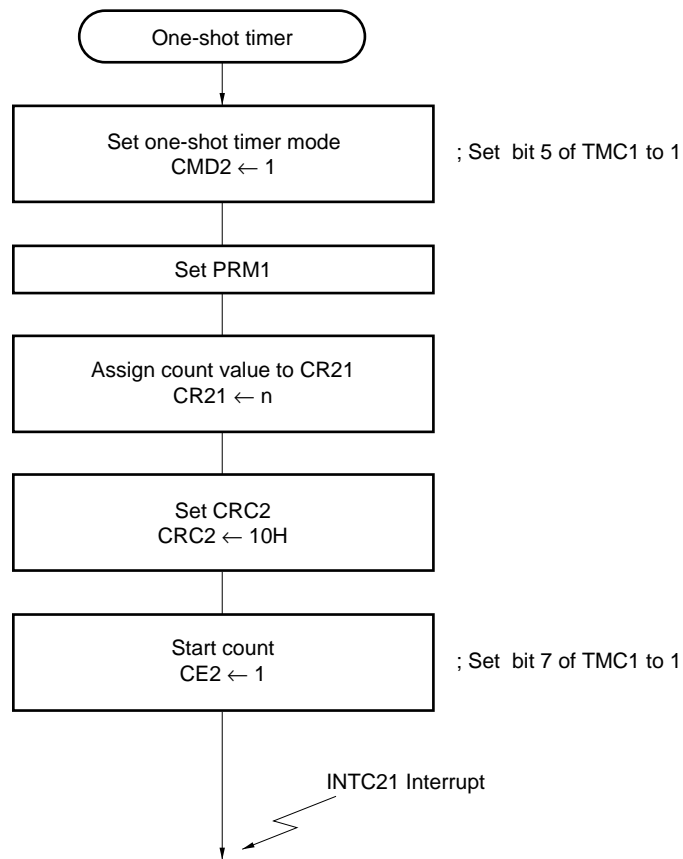 One-shot timer
Set one-shot timer mode
CMD2 ← 1
; Set bit 5 of TMC1 to 1
Set PRM1
Assign count value to CR21
CR21 ← n
Set CRC2
CRC2 ← 10H
Start count
CE2 ← 1
; Set bit 7 of TMC1 to 1
INTC21 Interrupt